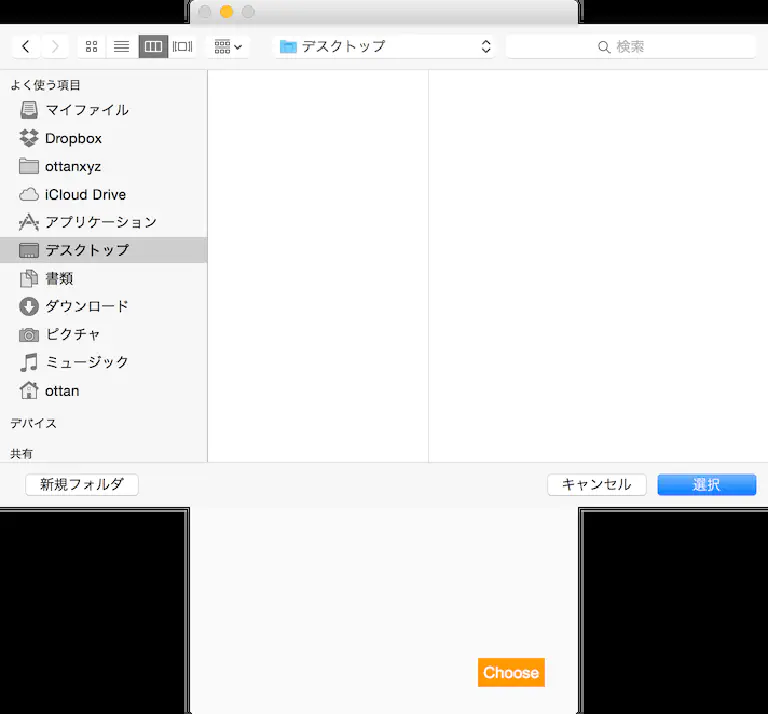 デスクトップ
検索
よく使う項目
マイファイル
Dropbox
ottanxyz
iCloud Drive
アプリケーション
デスクトップ
書類
ダウンロード
ピクチャ
ミュージック
ottan
デバイス
共有
新規フォルダ
キャンセル
選択
Choose